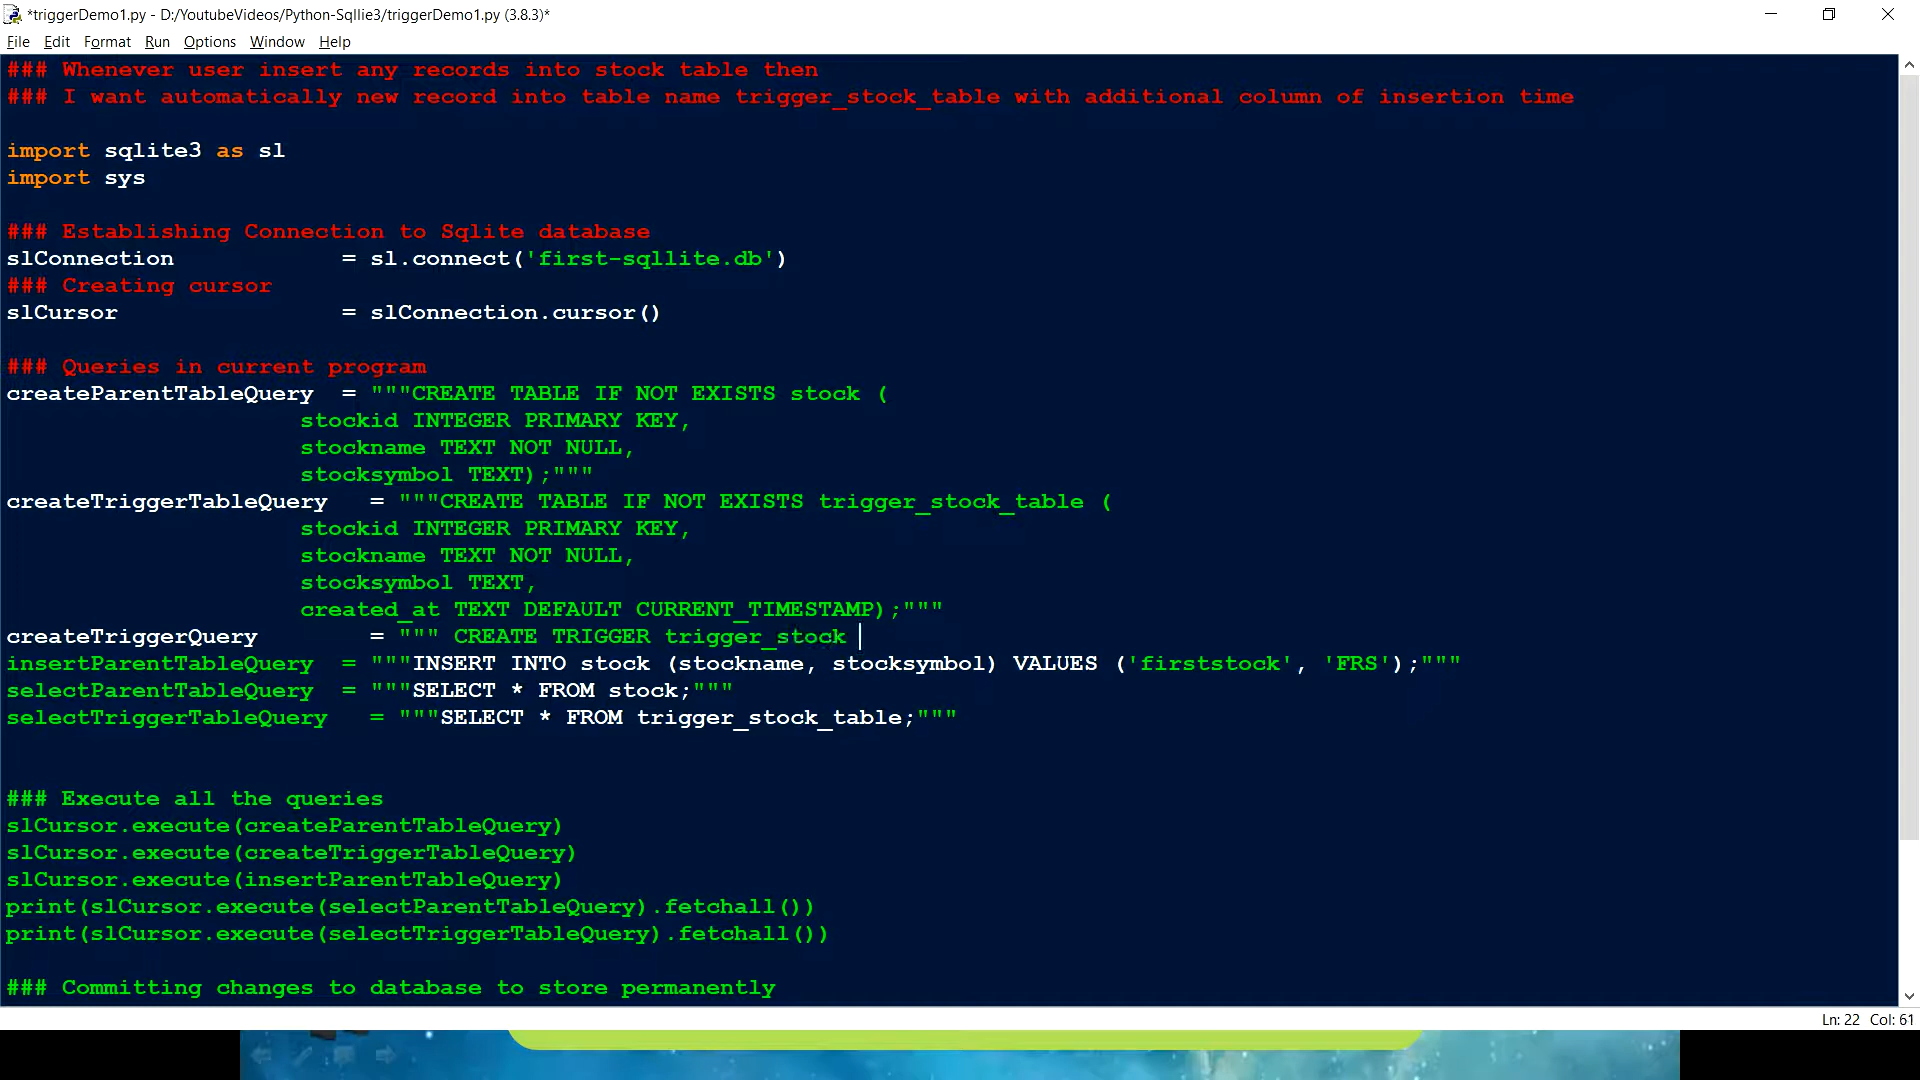 *triggerDemo1.py - D:/YoutubeVideos/Python-Sqllie3/triggerDemo1.py (3.8.3)*
File Edit Format Run Options Window Help
### Whenever user insert any records into stock table then
### I want automatically new record into table name trigger_stock_table with additional column of insertion time
import sqlite3 as sl
import sys
### Establishing Connection to Sqlite database
slConnection = sl.connect('first-sqllite.db')
### Creating cursor
slCursor = slConnection.cursor()
### Queries in current program
createParentTableQuery = """CREATE TABLE IF NOT EXISTS stock (
stockid INTEGER PRIMARY KEY,
stockname TEXT NOT NULL,
stocksymbol TEXT);"""
createTriggerTableQuery = """CREATE TABLE IF NOT EXISTS trigger_stock_table (
stockid INTEGER PRIMARY KEY,
stockname TEXT NOT NULL,
stocksymbol TEXT,
created_at TEXT DEFAULT CURRENT_TIMESTAMP);"""
createTriggerQuery = """ CREATE TRIGGER trigger_stock
insertParentTableQuery = """INSERT INTO stock (stockname, stocksymbol) VALUES ('firststock', 'FRS');"""
selectParentTableQuery = """SELECT * FROM stock;"""
selectTriggerTableQuery = """SELECT * FROM trigger_stock_table;"""
### Execute all the queries
slCursor.execute(createParentTableQuery)
slCursor.execute(createTriggerTableQuery)
slCursor.execute(insertParentTableQuery)
print(slCursor.execute(selectParentTableQuery).fetchall())
print(slCursor.execute(selectTriggerTableQuery).fetchall())
### Committing changes to database to store permanently
Ln: 22 Col: 61